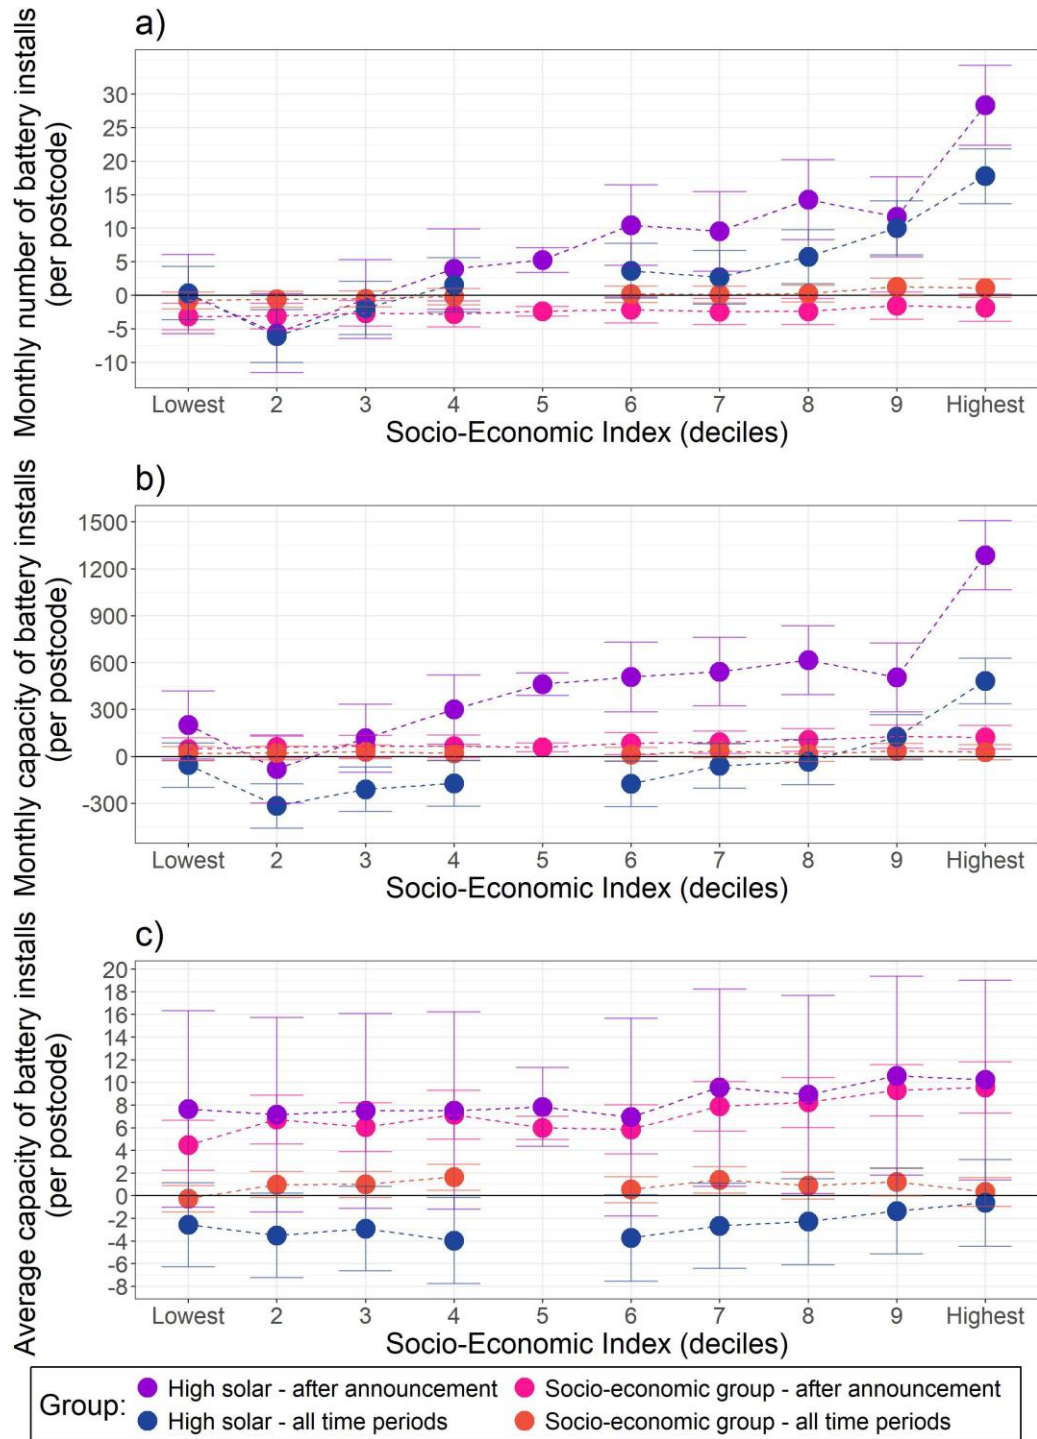 a)
Monthly number of battery installs
(per postcode)
30
25
20
15
10
5
0
-5
-10
Lowest 2 3 4 5 6 7 8 9 Highest
Socio-Economic Index (deciles)
b)
Monthly capacity of battery installs
(per postcode)
1500
1200
900
600
300
0
-300
Lowest 2 3 4 5 6 7 8 9 Highest
Socio-Economic Index (deciles)
c)
Average capacity of battery installs
(per postcode)
20
18
16
14
12
10
8
6
4
2
0
-2
-4
-6
-8
Lowest 2 3 4 5 6 7 8 9 Highest
Socio-Economic Index (deciles)
Group: High solar - after announcement Socio-economic group - after announcement
High solar - all time periods Socio-economic group - all time periods